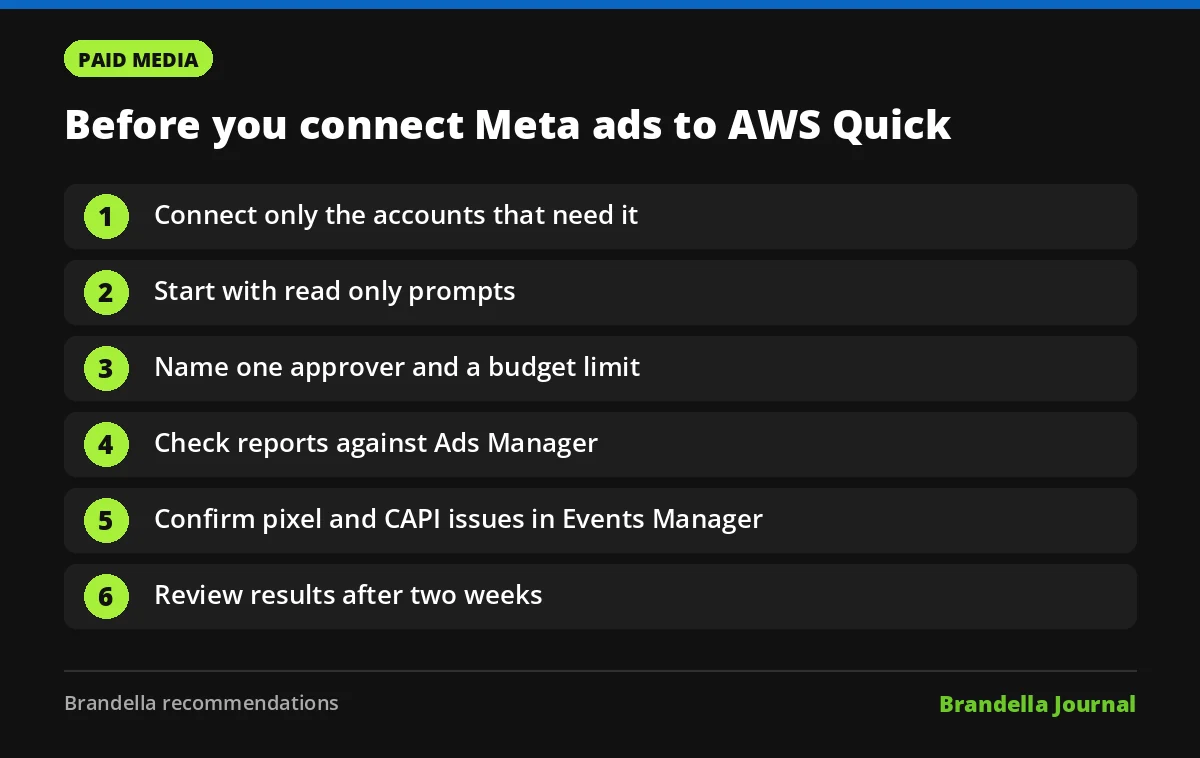 PAID MEDIA
Before you connect Meta ads to AWS Quick
1 Connect only the accounts that need it
2 Start with read only prompts
3 Name one approver and a budget limit
4 Check reports against Ads Manager
5 Confirm pixel and CAPI issues in Events Manager
6 Review results after two weeks
Brandella recommendations
Brandella Journal